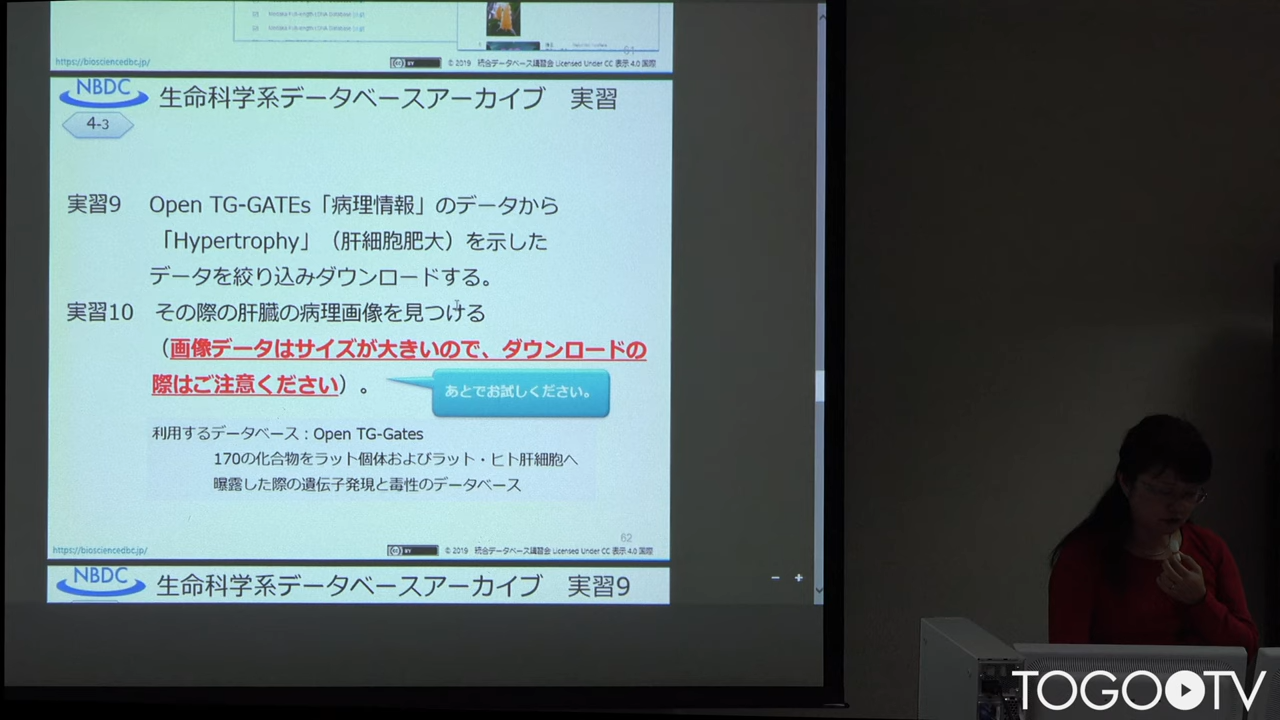 https://biosciencedbc.jp/
© 2019 統合データベース講習会 Licensed Under CC 表示 4.0 国際
61
NBDC
生命科学系データベースアーカイブ 実習
4-3
実習9 Open TG-GATEs「病理情報」のデータから
「Hypertrophy」（肝細胞肥大）を示した
データを絞り込みダウンロードする。
実習10 その際の肝臓の病理画像を見つける
（画像データはサイズが大きいので、ダウンロードの
際はご注意ください）。
あとでお試しください。
利用するデータベース：Open TG-Gates
170の化合物をラット個体およびラット・ヒト肝細胞へ
曝露した際の遺伝子発現と毒性のデータベース
62
https://biosciencedbc.jp/
© 2019 統合データベース講習会 Licensed Under CC 表示 4.0 国際
NBDC
生命科学系データベースアーカイブ 実習9
TOGOTV